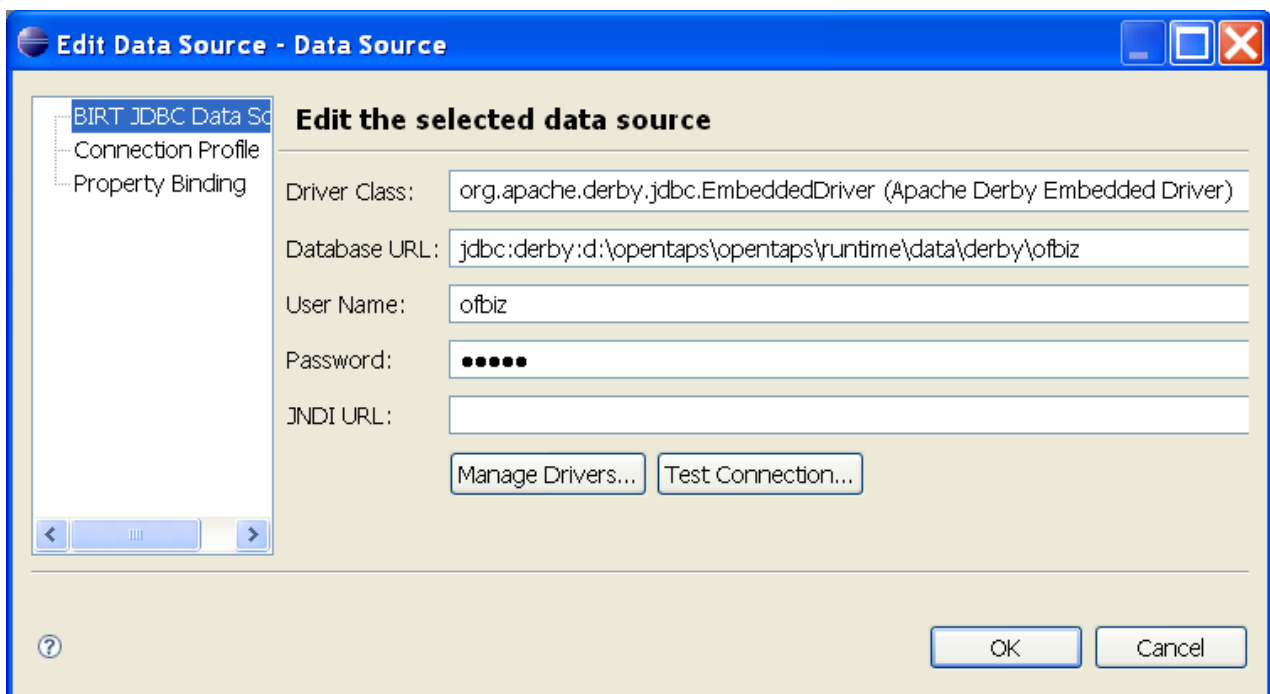 Edit Data Source - Data Source
BIRT JDBC Data So
Connection Profile
Property Binding
Edit the selected data source
Driver Class: org.apache.derby.jdbc.EmbeddedDriver (Apache Derby Embedded Driver)
Database URL: jdbc:derby:d:\opentaps\opentaps\runtime\data\derby\ofbiz
User Name: ofbiz
Password: ●●●●●
JNDI URL:
Manage Drivers... Test Connection...
OK Cancel